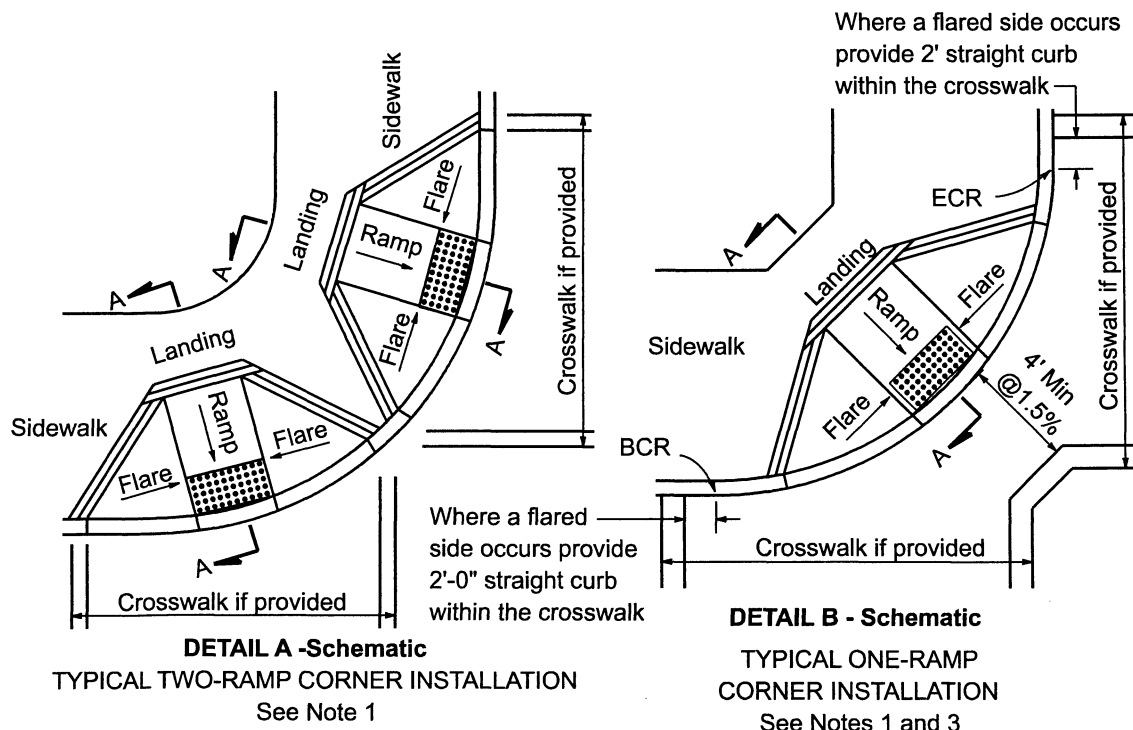 Sidewalk
Flare
Landing
Ramp
A
A
Flare
A
Crosswalk if provided
Landing
Sidewalk
Ramp
Flare
Flare
A
Crosswalk if provided
DETAIL A -Schematic
TYPICAL TWO-RAMP CORNER INSTALLATION
See Note 1
Where a flared side occurs
provide 2' straight curb
within the crosswalk
ECR
A
Landing
Flare
Ramp
Sidewalk
Crosswalk if provided
4' Min
@1.5%
Flare
A
BCR
Where a flared
side occurs provide
2'-0" straight curb
within the crosswalk
Crosswalk if provided
DETAIL B - Schematic
TYPICAL ONE-RAMP
CORNER INSTALLATION
See Notes 1 and 3